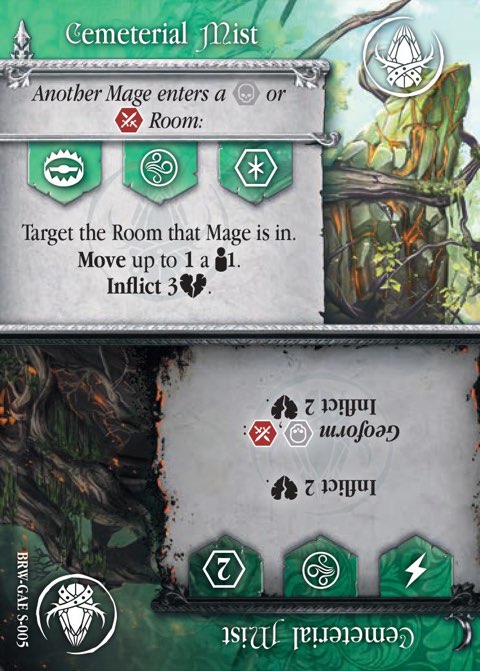 Cemeterial Mist
Another Mage enters a or
Room:
Target the Room that Mage is in.
Move up to 1 a 1.
Inflict 3 .
Inflict 2 .
Geoform , :
Inflict 2 .
2
BRW-GAE S-005
Cemeterial Mist